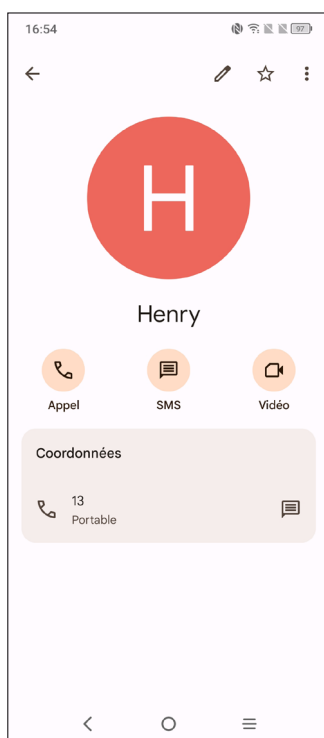 16:54
97
H
Henry
Appel
SMS
Vidéo
Coordonnées
13
Portable